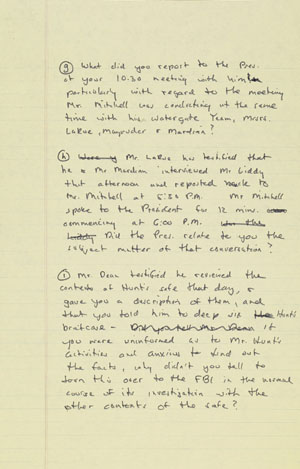 (g) What did you report to the Pres.
at your 10:30 meeting with him
particularly with regard to the meeting
Mr. Mitchell was conducting at the same
time with his Watergate Team, Messrs.
LaRue, Magruder & Mardian?
(h) Mr. LaRue has testified that
he & Mr. Mardian interviewed Mr. Liddy
that afternoon and reported to
Mr. Mitchell at 5:30 P.M. Mr Mitchell
spoke to the President for 12 mins.
commencing at 6:00 P.M.
Did the Pres. relate to you the
subject matter of that conversation?
(i) Mr. Dean testified he reviewed the
contents of Hunt's safe that day, &
gave you a description of them, and
that you told him to deep six Hunt's
briefcase - If
you were uninformed as to Mr. Hunt's
activities and anxious to find out
the facts, why didn't you tell to
turn this over to the FBI in the normal
course of its investigation with the
other contents of the safe?